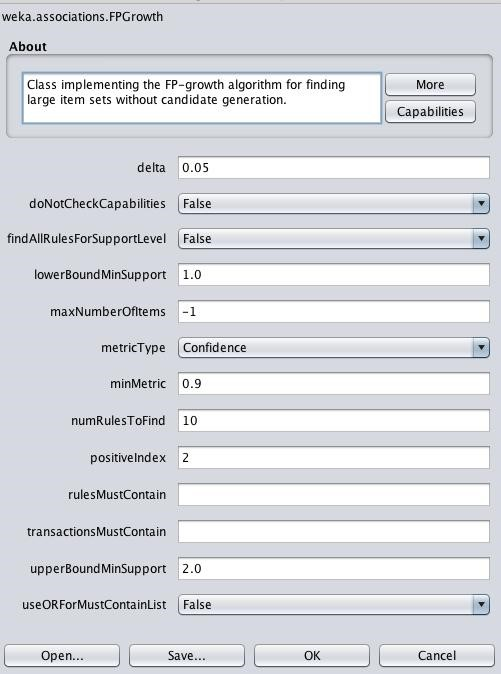 weka.associations.FPGrowth
About
Class implementing the FP-growth algorithm for finding
large item sets without candidate generation.
More
Capabilities
delta 0.05
doNotCheckCapabilities False
findAllRulesForSupportLevel False
lowerBoundMinSupport 1.0
maxNumberOfItems -1
metricType Confidence
minMetric 0.9
numRulesToFind 10
positiveIndex 2
rulesMustContain
transactionsMustContain
upperBoundMinSupport 2.0
useORForMustContainList False
Open... Save... OK Cancel